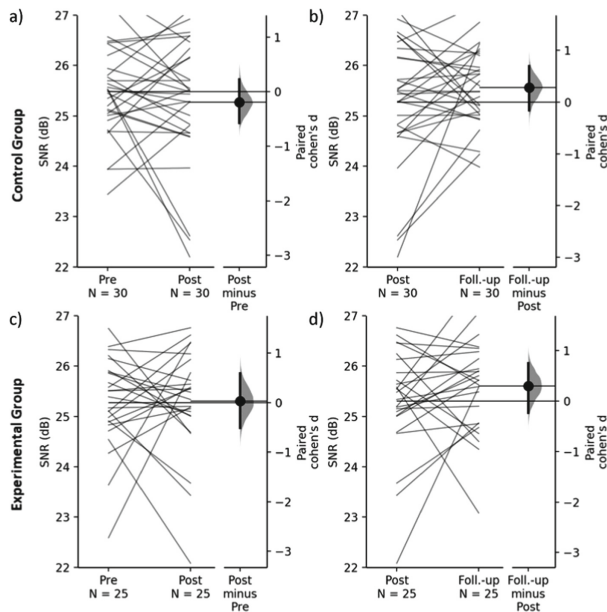 a)
b)
Control Group
27
26
25
24
23
22
SNR (dB)
1
0
−1
−2
−3
Paired
cohen's d
Pre
N = 30
Post
N = 30
Post
minus
Pre
27
26
25
24
23
22
SNR (dB)
1
0
−1
−2
−3
Paired
cohen's d
Post
N = 30
Foll.-up
N = 30
Foll.-up
minus
Post
c)
d)
Experimental Group
27
26
25
24
23
22
SNR (dB)
1
0
−1
−2
−3
Paired
cohen's d
Pre
N = 25
Post
N = 25
Post
minus
Pre
27
26
25
24
23
22
SNR (dB)
1
0
−1
−2
−3
Paired
cohen's d
Post
N = 25
Foll.-up
N = 25
Foll.-up
minus
Post